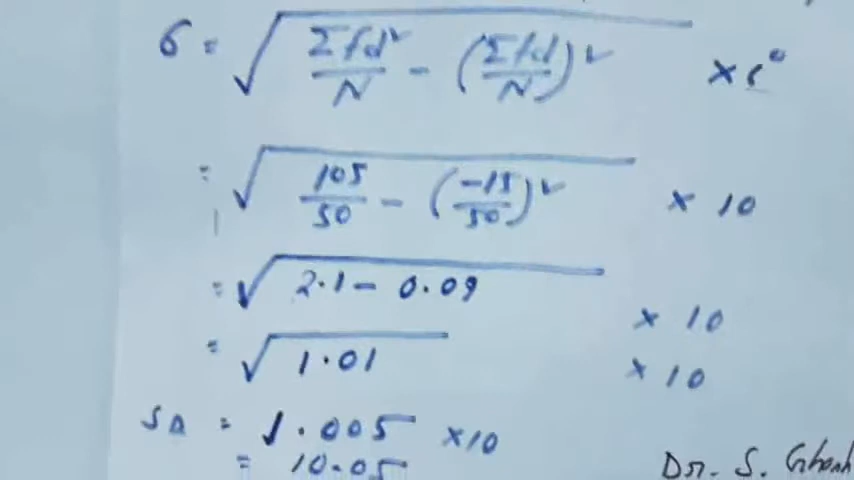 σ = √ Σfd² / N - (Σfd / N)² × i
= √ 105 / 50 - (-15 / 50)² × 10
= √ 2.1 - 0.09 × 10
= √ 1.01 × 10
SD = 1.005 × 10
= 10.05
Dr. S. Ghosh